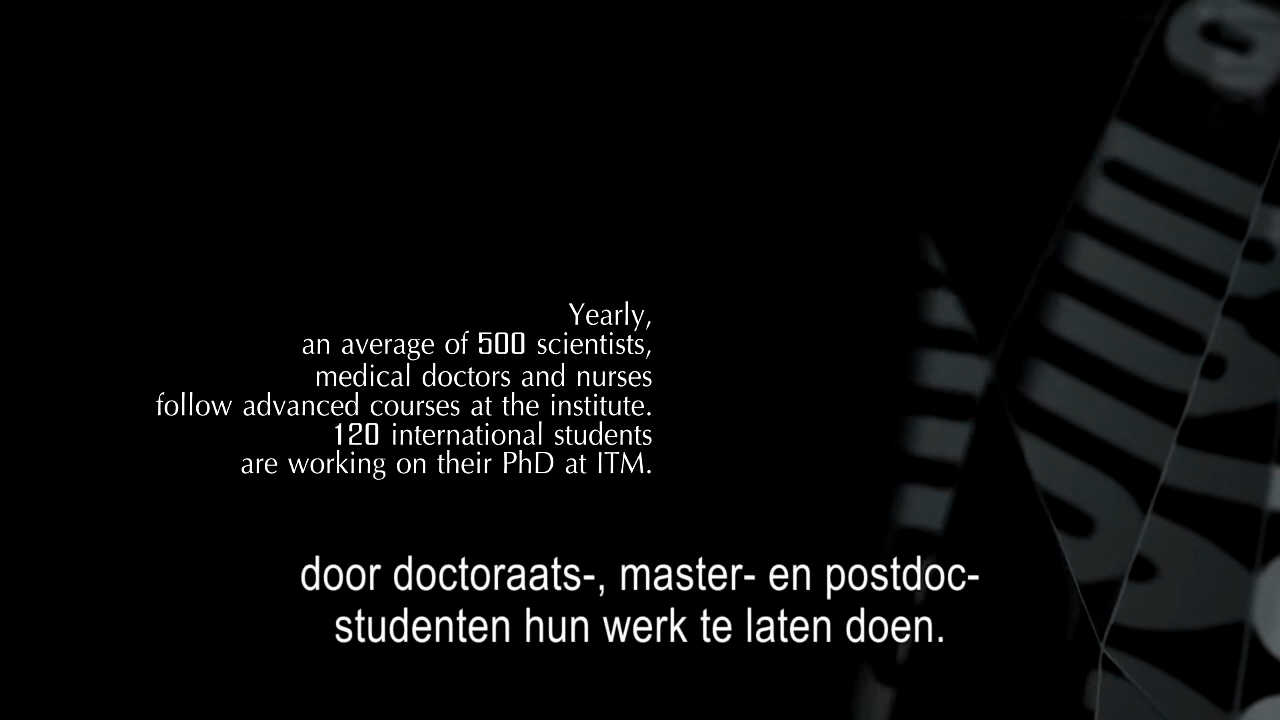 Yearly,
an average of 500 scientists,
medical doctors and nurses
follow advanced courses at the institute.
120 international students
are working on their PhD at ITM.
door doctoraats-, master- en postdoc-
studenten hun werk te laten doen.